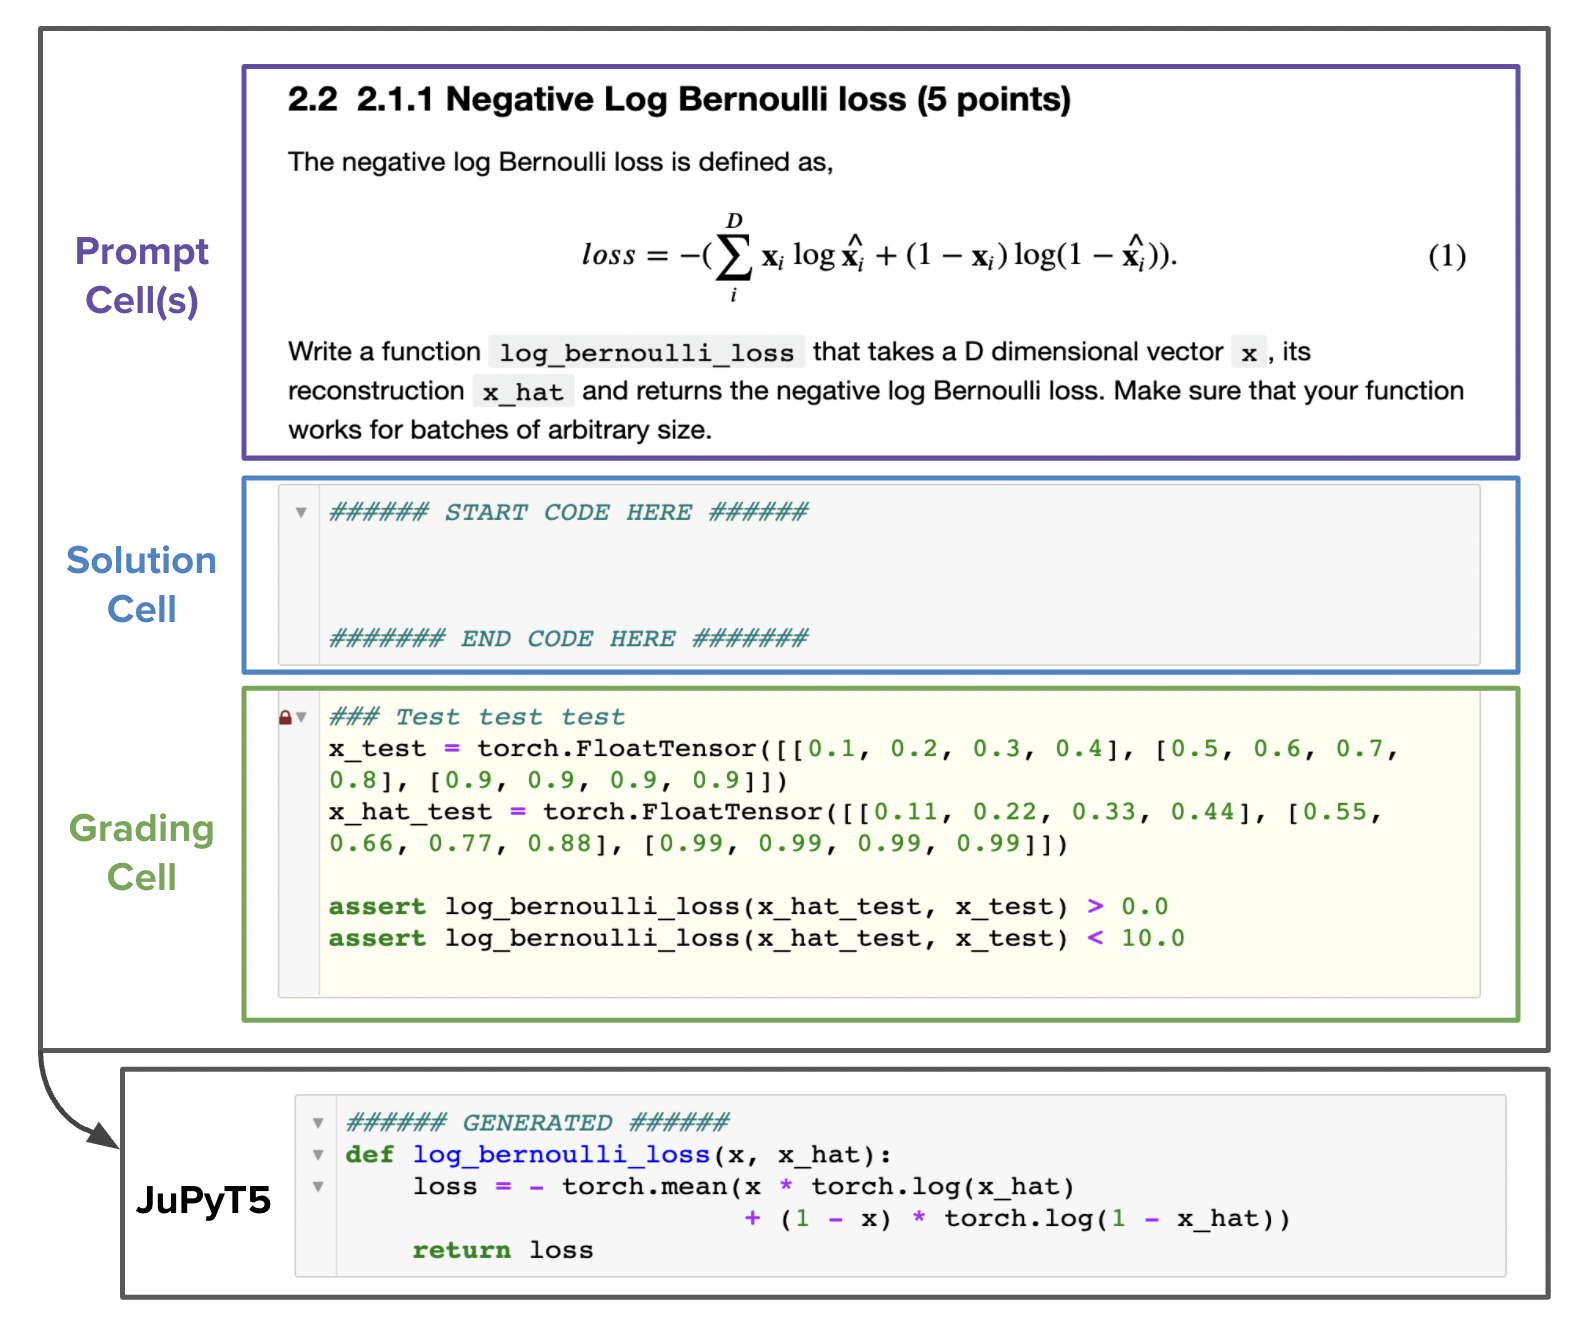 2.2 2.1.1 Negative Log Bernoulli loss (5 points)
The negative log Bernoulli loss is defined as,
loss = −(∑_i^D x_i log x̂_i + (1 − x_i) log(1 − x̂_i)). (1)
Write a function log_bernoulli_loss that takes a D dimensional vector x , its
reconstruction x_hat and returns the negative log Bernoulli loss. Make sure that your function
works for batches of arbitrary size.
Prompt
Cell(s)
###### START CODE HERE ######
####### END CODE HERE #######
Solution
Cell
### Test test test
x_test = torch.FloatTensor([[0.1, 0.2, 0.3, 0.4], [0.5, 0.6, 0.7,
0.8], [0.9, 0.9, 0.9, 0.9]])
x_hat_test = torch.FloatTensor([[0.11, 0.22, 0.33, 0.44], [0.55,
0.66, 0.77, 0.88], [0.99, 0.99, 0.99, 0.99]])
assert log_bernoulli_loss(x_hat_test, x_test) > 0.0
assert log_bernoulli_loss(x_hat_test, x_test) < 10.0
Grading
Cell
###### GENERATED ######
def log_bernoulli_loss(x, x_hat):
    loss = - torch.mean(x * torch.log(x_hat)
                        + (1 - x) * torch.log(1 - x_hat))
    return loss
JuPyT5